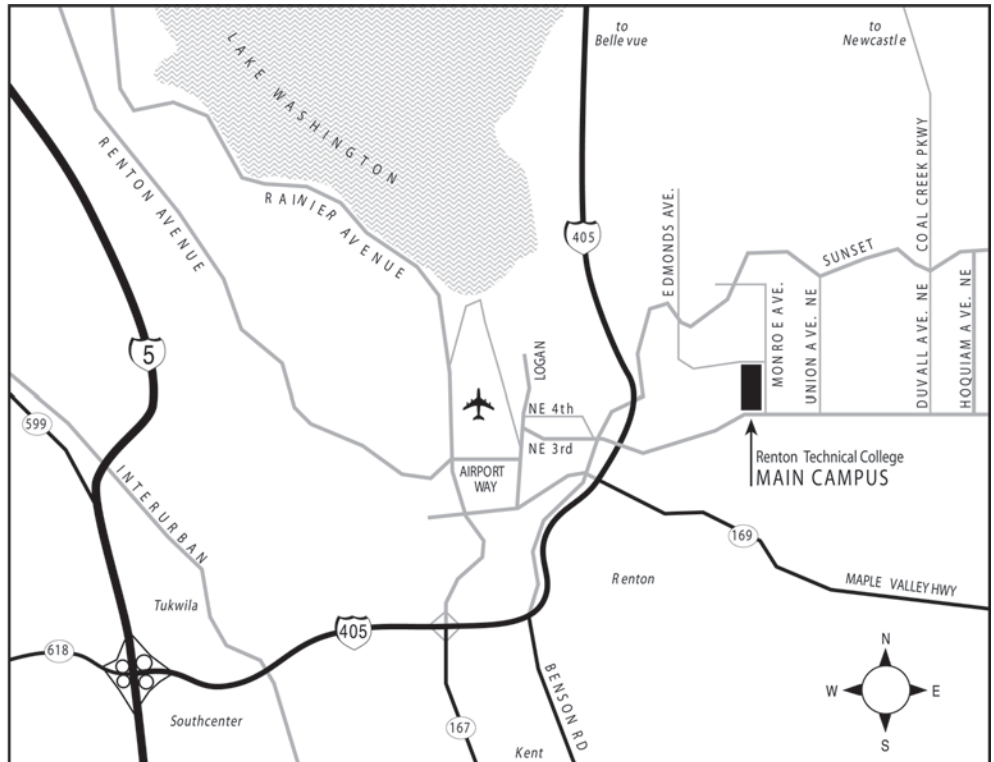 to
Bellevue
to
Newcastle
LAKE WASHINGTON
RENTON AVENUE
RAINIER AVENUE
405
EDMONDS AVE.
SUNSET
COAL CREEK PKWY
MONROE AVE.
UNION AVE. NE
DUVALL AVE. NE
HOQUIAM AVE. NE
5
LOGAN
599
NE 4th
NE 3rd
AIRPORT
WAY
Renton Technical College
MAIN CAMPUS
INTERURBAN
169
Renton
MAPLE VALLEY HWY
Tukwila
405
618
N
W
E
S
BENSON RD
Southcenter
167
Kent